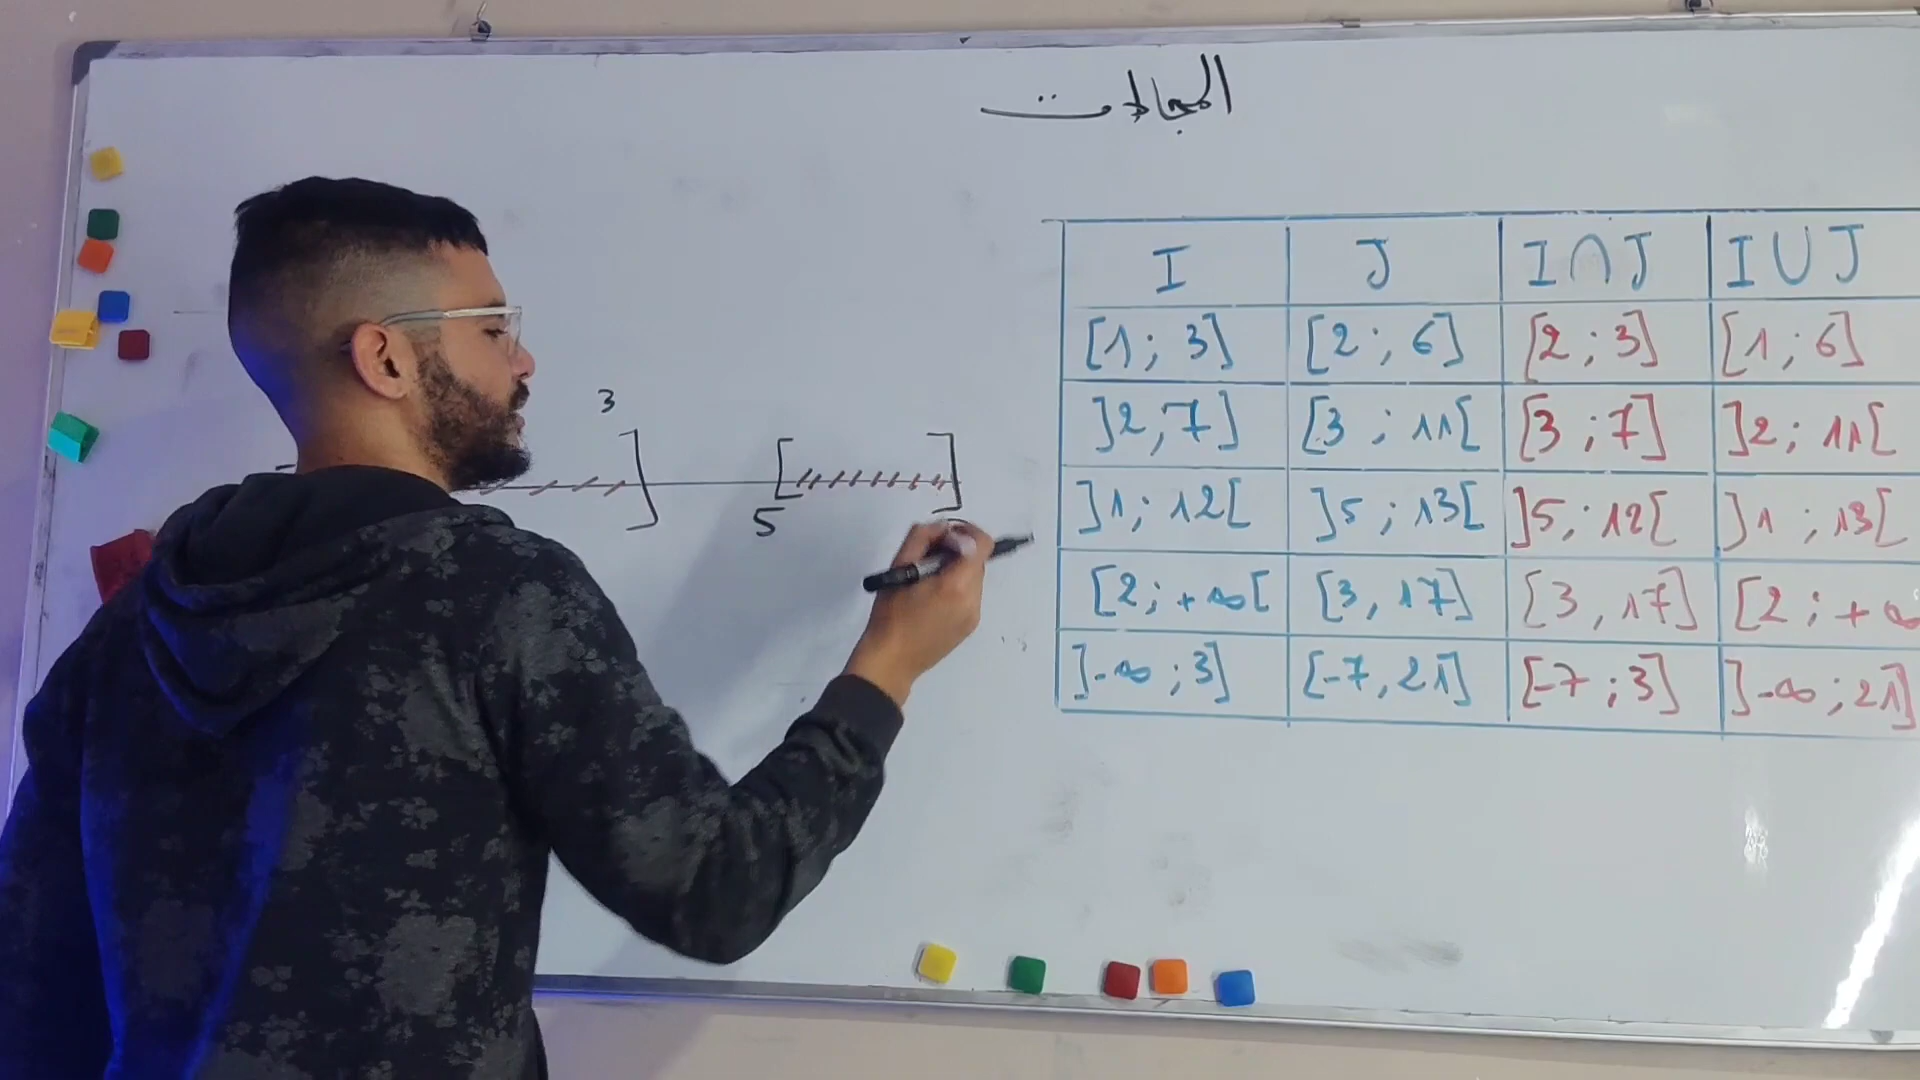 المجالات
I J I∩J I∪J
[1; 3] [2; 6] [2; 3] [1; 6]
]2,7] [3; 11[ [3; 7] ]2; 11[
]1; 12[ ]5; 13[ ]5; 12[ ]1; 13[
[2; +∞[ [3, 17] [3, 17] [2; +∞
]-∞; 3] [-7, 21] [-7; 3] ]-∞; 21]
3
5